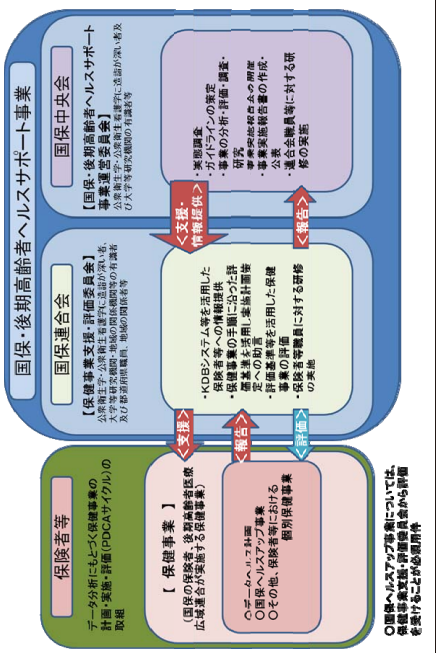 国保・後期高齢者ヘルスサポート事業
保険者等
データ分析にもとづく保健事業の
計画・実施・評価(PDCAサイクル)の
取組
【 保健事業 】
(国保の保険者、後期高齢者医療
広域連合が実施する保健事業)
○データヘルス計画
○国保ヘルスアップ事業
○その他、保険者等における
個別保健事業
<支援>
<報告>
<評価>
国保連合会
【保健事業支援・評価委員会】
公衆衛生学・公衆衛生看護学に造詣が深い者、
大学等研究機関・地域の関係機関等の有識者
及び都道府県職員、地域の関係者等
・KDBシステム等を活用した
保険者等への情報提供
・保健事業の手順に沿った評
価基準を活用し実施計画策
定への助言
・評価基準等を活用した保健
事業の評価
・保険者等職員に対する研修
の実施
<支援・
情報提供>
<報告>
国保中央会
【国保・後期高齢者ヘルスサポート
事業運営委員会】
公衆衛生学・公衆衛生看護学に造詣が深い者及
び大学等研究機関の有識者等
・実態調査
・ガイドラインの策定
・事業の分析・評価・調査・
研究
・事業実施報告会の開催
・事業実施報告書の作成・
公表
・連合会職員等に対する研
修の実施
○国保ヘルスアップ事業については、
保健事業支援・評価委員会から評価
を受けることが必須用件